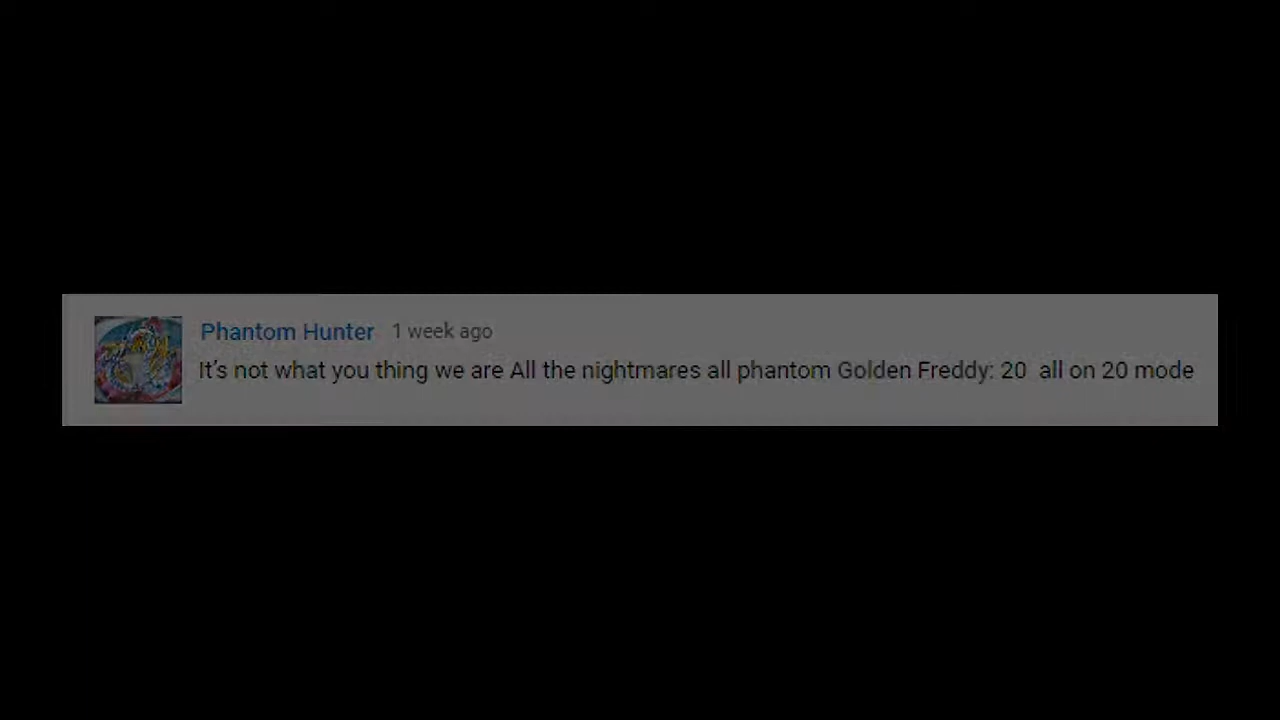 Phantom Hunter 1 week ago
It's not what you thing we are All the nightmares all phantom Golden Freddy: 20  all on 20 mode